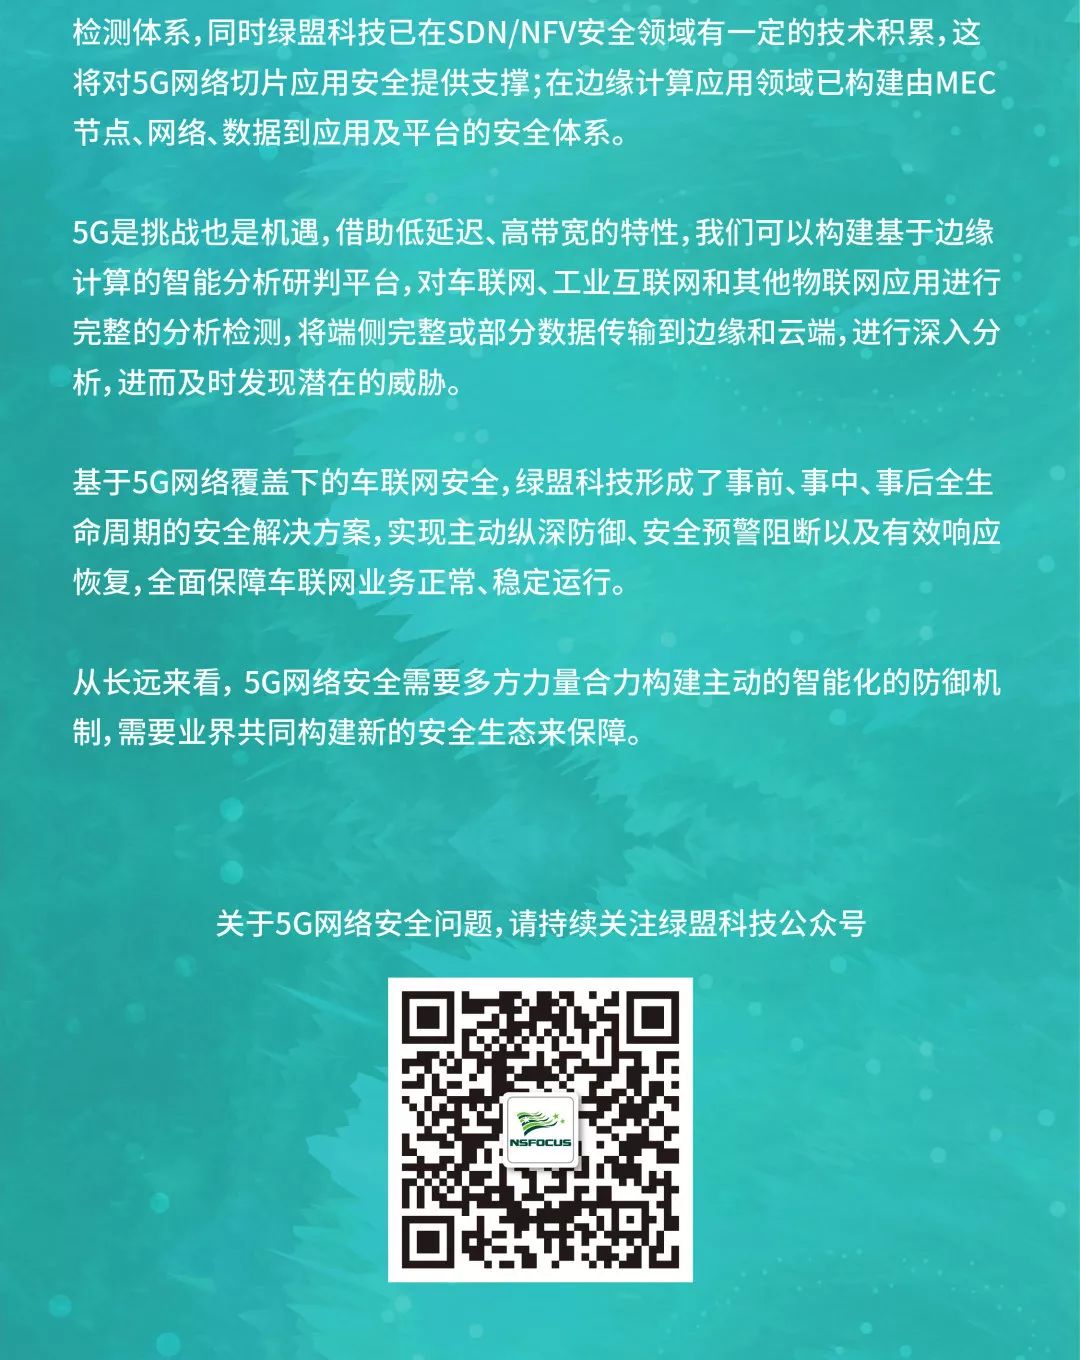 检测体系，同时绿盟科技已在SDN/NFV安全领域有一定的技术积累，这
将对5G网络切片应用安全提供支撑；在边缘计算应用领域已构建由MEC
节点、网络、数据到应用及平台的安全体系。
5G是挑战也是机遇，借助低延迟、高带宽的特性，我们可以构建基于边缘
计算的智能分析研判平台，对车联网、工业互联网和其他物联网应用进行
完整的分析检测，将端侧完整或部分数据传输到边缘和云端，进行深入分
析，进而及时发现潜在的威胁。
基于5G网络覆盖下的车联网安全，绿盟科技形成了事前、事中、事后全生
命周期的安全解决方案，实现主动纵深防御、安全预警阻断以及有效响应
恢复，全面保障车联网业务正常、稳定运行。
从长远来看，5G网络安全需要多方力量合力构建主动的智能化的防御机
制，需要业界共同构建新的安全生态来保障。
关于5G网络安全问题，请持续关注绿盟科技公众号
NSFOCUS